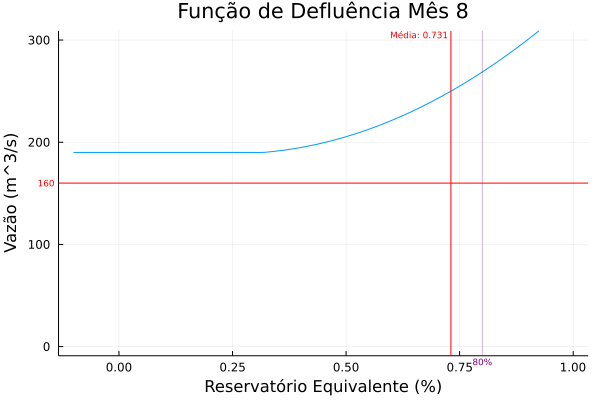 Função de Defluência Mês 8
Média: 0.731
300
200
160
100
0
Vazão (m^3/s)
0.00
0.25
0.50
0.75
80%
1.00
Reservatório Equivalente (%)